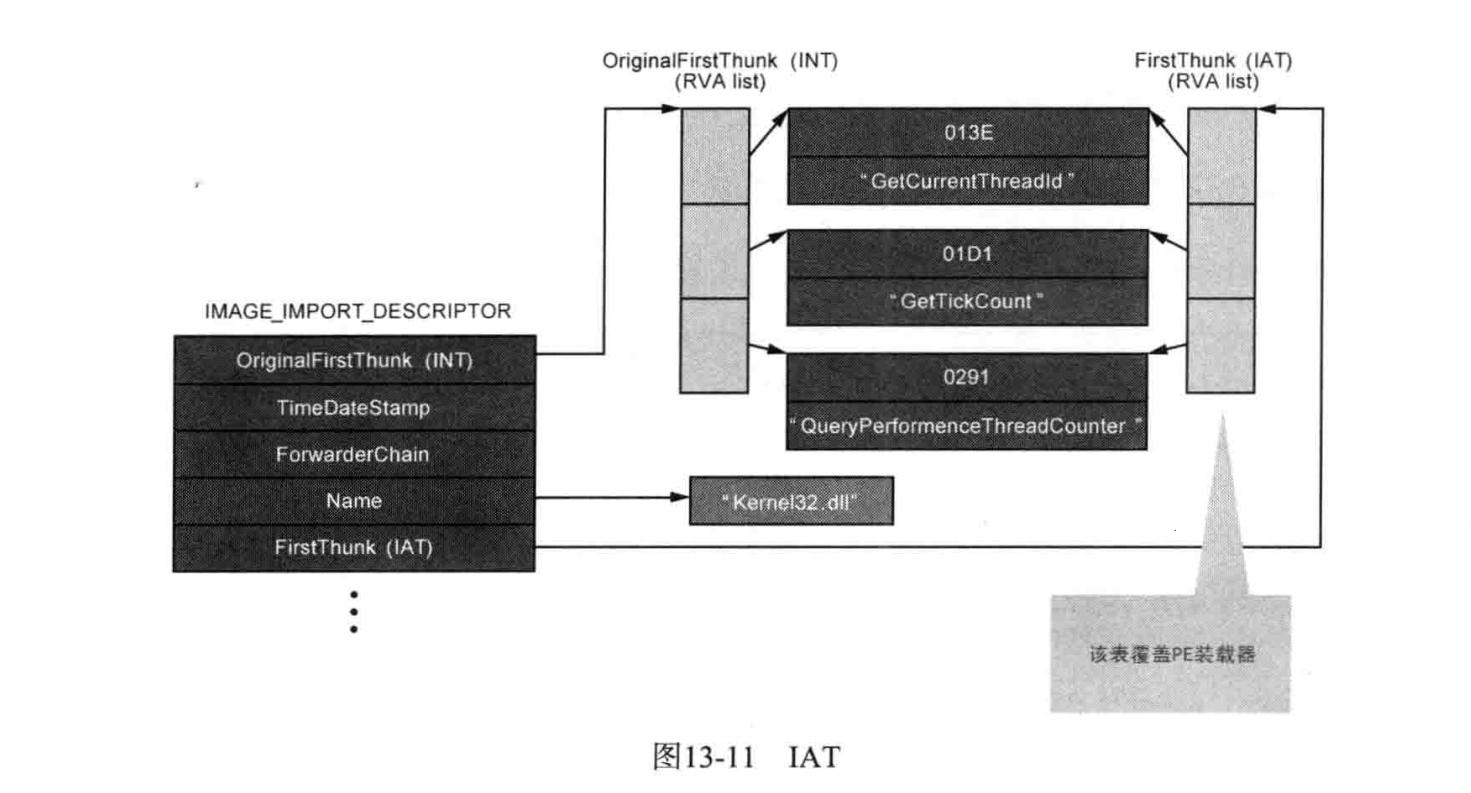 OriginalFirstThunk (INT)
(RVA list)
FirstThunk (IAT)
(RVA list)
013E
“GetCurrentThreadId”
01D1
“GetTickCount”
0291
“QueryPerformenceThreadCounter ”
IMAGE_IMPORT_DESCRIPTOR
OriginalFirstThunk (INT)
TimeDateStamp
ForwarderChain
Name
FirstThunk (IAT)
“Kernel32.dll”
该表覆盖PE装载器
图13-11 IAT